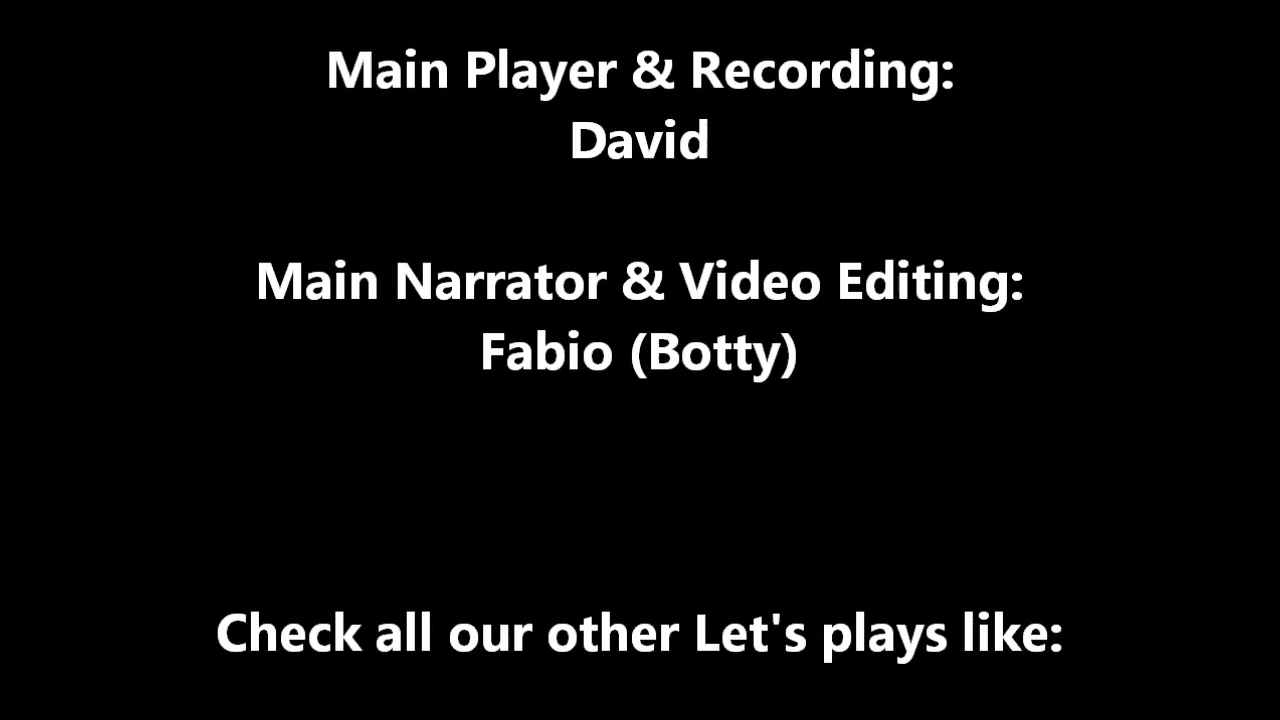 Main Player & Recording:
David
Main Narrator & Video Editing:
Fabio (Botty)
Check all our other Let's plays like: